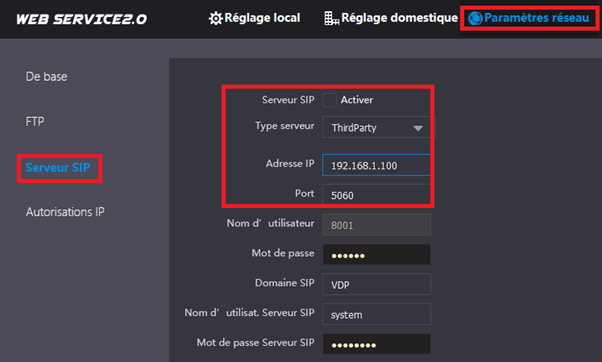 WEB SERVICE2.0
Réglage local
Réglage domestique
Paramètres réseau
De base
FTP
Serveur SIP
Autorisations IP
Serveur SIP Activer
Type serveur ThirdParty
Adresse IP 192.168.1.100
Port 5060
Nom d' utilisateur 8001
Mot de passe ••••••
Domaine SIP VDP
Nom d' utilisat. Serveur SIP system
Mot de passe Serveur SIP ••••••••